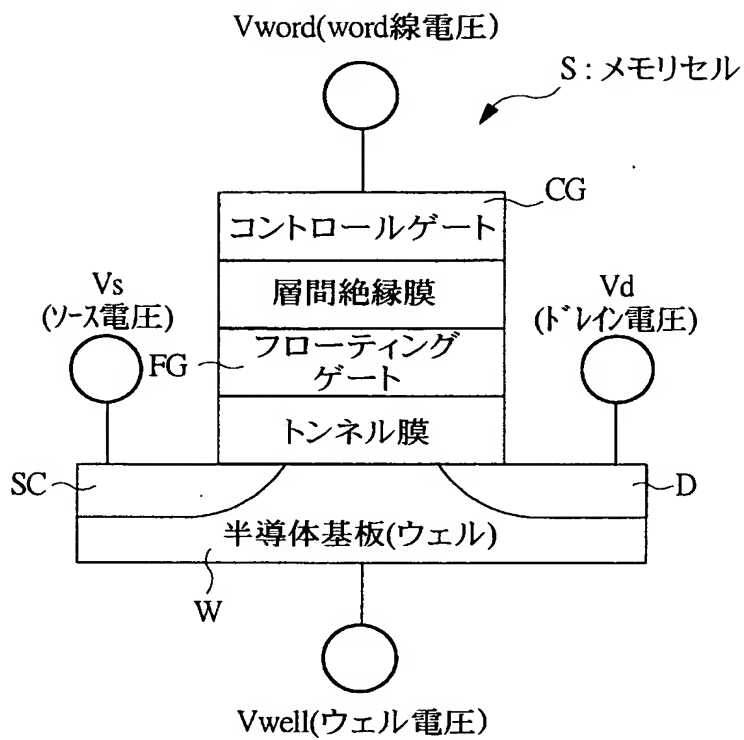 Vword(word線電圧)
S:メモリセル
CG
コントロールゲート
層間絶縁膜
Vs
(ソース電圧)
Vd
(ドレイン電圧)
FG
フローティング
ゲート
トンネル膜
SC
D
半導体基板(ウェル)
W
Vwell(ウェル電圧)